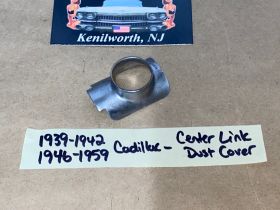 Kenilworth, NJ
1939-1942
1946-1959 Cadillac - Center Link
Dust Cover